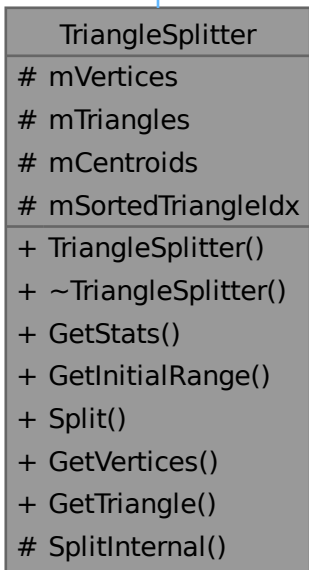 TriangleSplitter
# mVertices
# mTriangles
# mCentroids
# mSortedTriangleIdx
+ TriangleSplitter()
+ ~TriangleSplitter()
+ GetStats()
+ GetInitialRange()
+ Split()
+ GetVertices()
+ GetTriangle()
# SplitInternal()